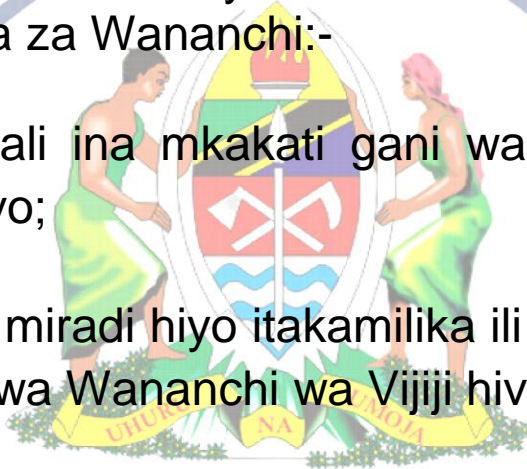 a za Wananchi:-
ali ina mkakati gani wa
yo;
miradi hiyo itakamilika ili
wa Wananchi wa Vijiji hiv
UHURU NA UMOJA